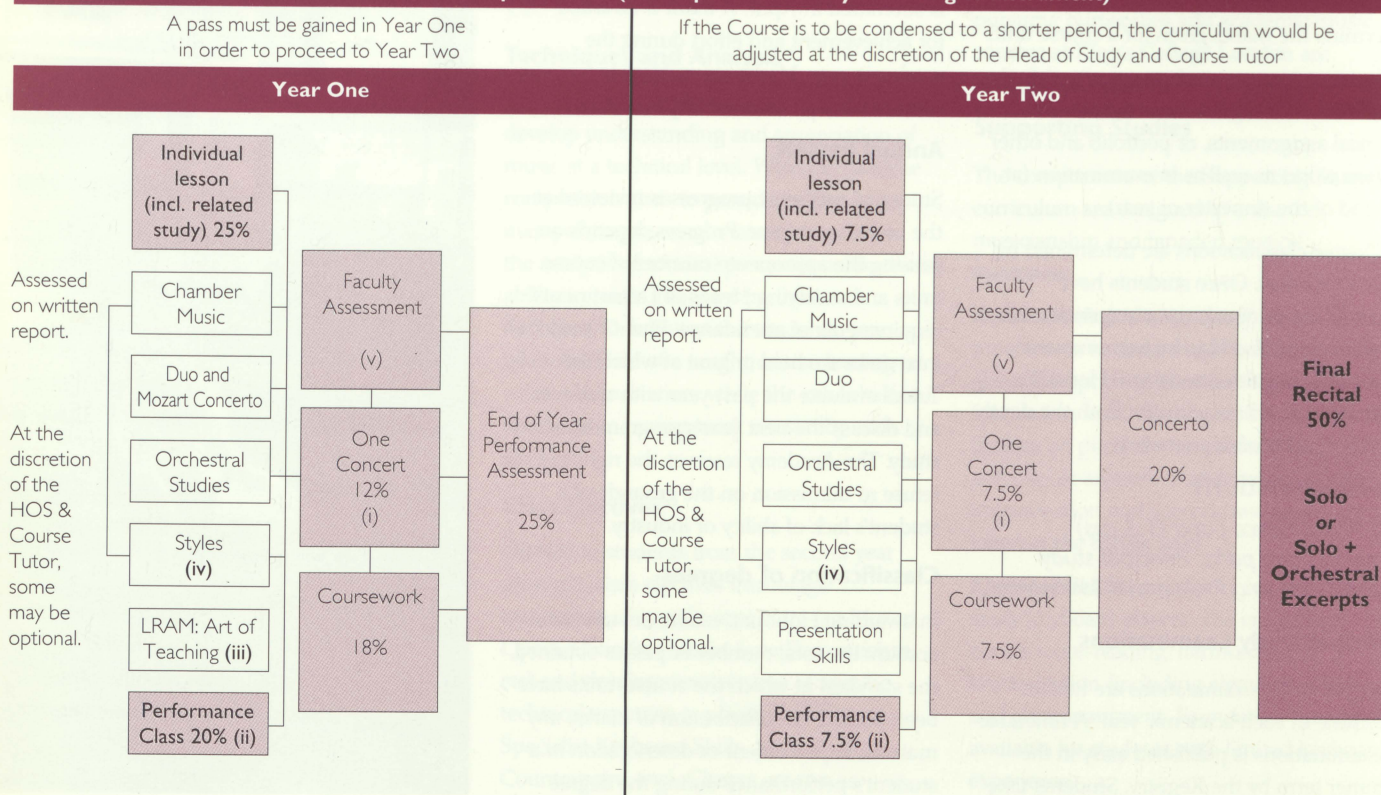 A pass must be gained in Year One
in order to proceed to Year Two
If the Course is to be condensed to a shorter period, the curriculum would be
adjusted at the discretion of the Head of Study and Course Tutor
Year One
Individual
lesson
(incl. related
study) 25%
Assessed
on written
report.
Chamber
Music
Duo and
Mozart Concerto
At the
discretion
of the
HOS &
Course
Tutor,
some
may be
optional.
Orchestral
Studies
Styles
(iv)
LRAM: Art of
Teaching (iii)
Performance
Class 20% (ii)
Faculty
Assessment
(v)
One
Concert
12%
(i)
Coursework
18%
End of Year
Performance
Assessment
25%
Year Two
Individual
lesson
(incl. related
study) 7.5%
Assessed
on written
report.
Chamber
Music
Duo
At the
discretion
of the
HOS &
Course
Tutor,
some
may be
optional.
Orchestral
Studies
Styles
(iv)
Presentation
Skills
Performance
Class 7.5% (ii)
Faculty
Assessment
(v)
One
Concert
7.5%
(i)
Coursework
7.5%
Concerto
20%
Final
Recital
50%
Solo
or
Solo +
Orchestral
Excerpts